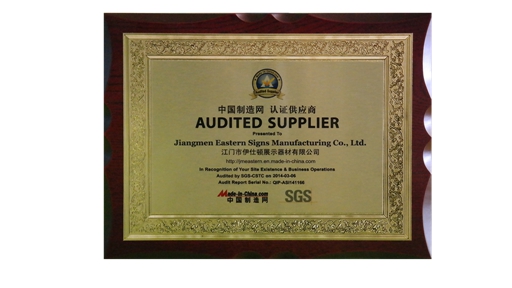 中国制造网 认证供应商
AUDITED SUPPLIER
Presented To
Jiangmen Eastern Signs Manufacturing Co., Ltd.
江门市伊仕顿展示器材有限公司
http://jmeastern.en.made-in-china.com
In Recognition of Your Site Existence & Business Operations
Audited by SGS-CSTC on 2014-03-06
Audit Report Serial No.: QIP-ASI141198
Made-in-China.com
中国制造网
SGS